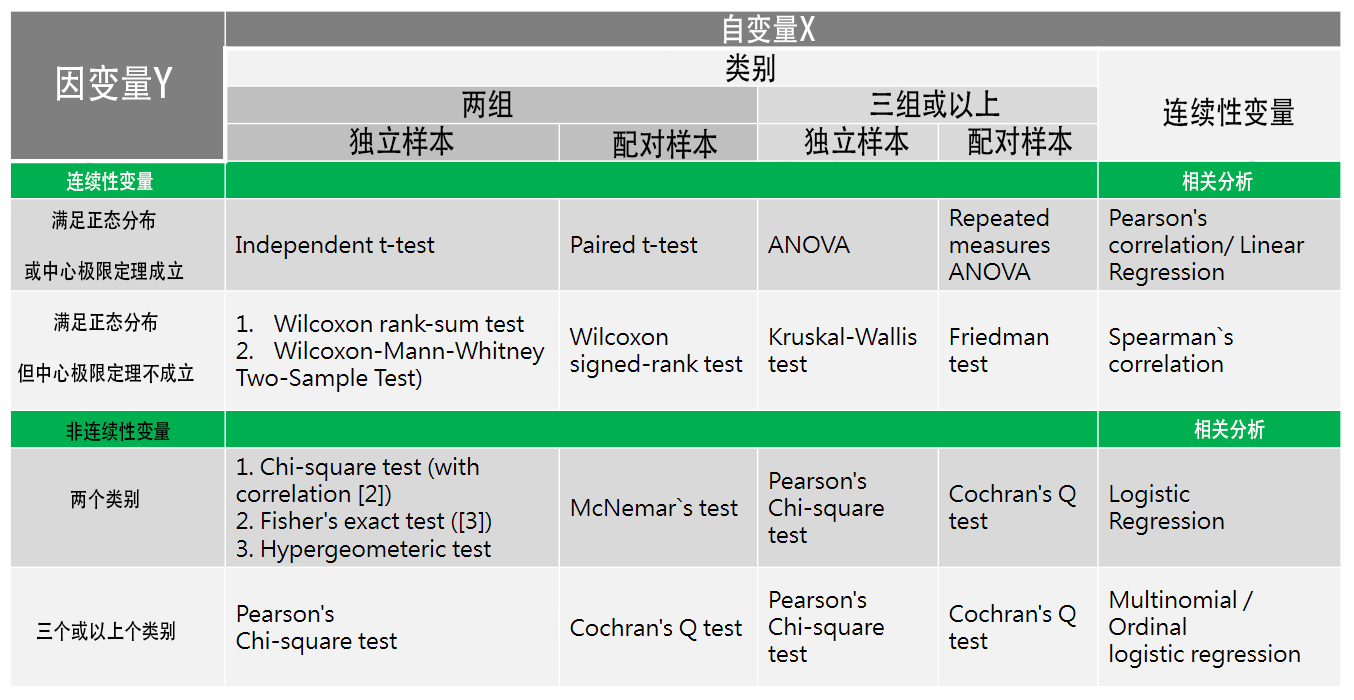 因变量Y
自变量X
类别
连续性变量
两组
三组或以上
独立样本
配对样本
独立样本
配对样本
连续性变量
相关分析
满足正态分布
或中心极限定理成立
Independent t-test
Paired t-test
ANOVA
Repeated
measures
ANOVA
Pearson's
correlation/ Linear
Regression
满足正态分布
但中心极限定理不成立
1. Wilcoxon rank-sum test
2. Wilcoxon-Mann-Whitney
Two-Sample Test)
Wilcoxon
signed-rank test
Kruskal-Wallis
test
Friedman
test
Spearman`s
correlation
非连续性变量
相关分析
两个类别
1. Chi-square test (with
correlation [2])
2. Fisher's exact test ([3])
3. Hypergeometeric test
McNemar`s test
Pearson's
Chi-square
test
Cochran's Q
test
Logistic
Regression
三个或以上个类别
Pearson's
Chi-square test
Cochran's Q test
Pearson's
Chi-square
test
Cochran's Q
test
Multinomial /
Ordinal
logistic regression